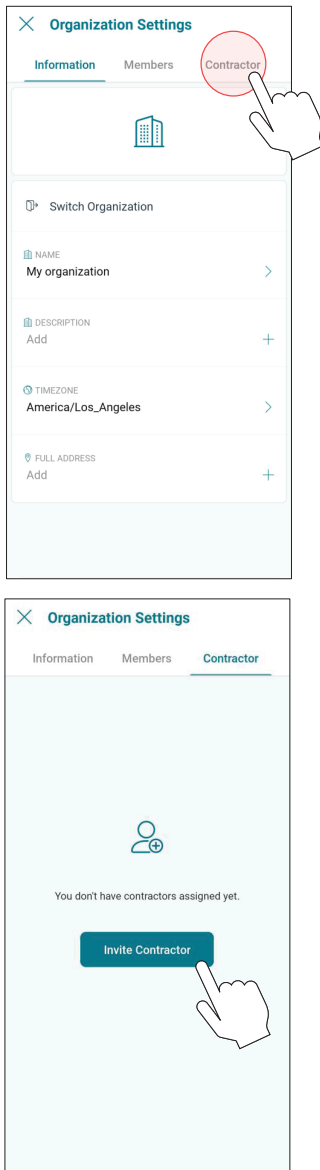 Organization Settings
Information Members Contractor
Switch Organization
NAME
My organization
DESCRIPTION
Add
TIMEZONE
America/Los_Angeles
FULL ADDRESS
Add
Organization Settings
Information Members Contractor
You don't have contractors assigned yet.
Invite Contractor